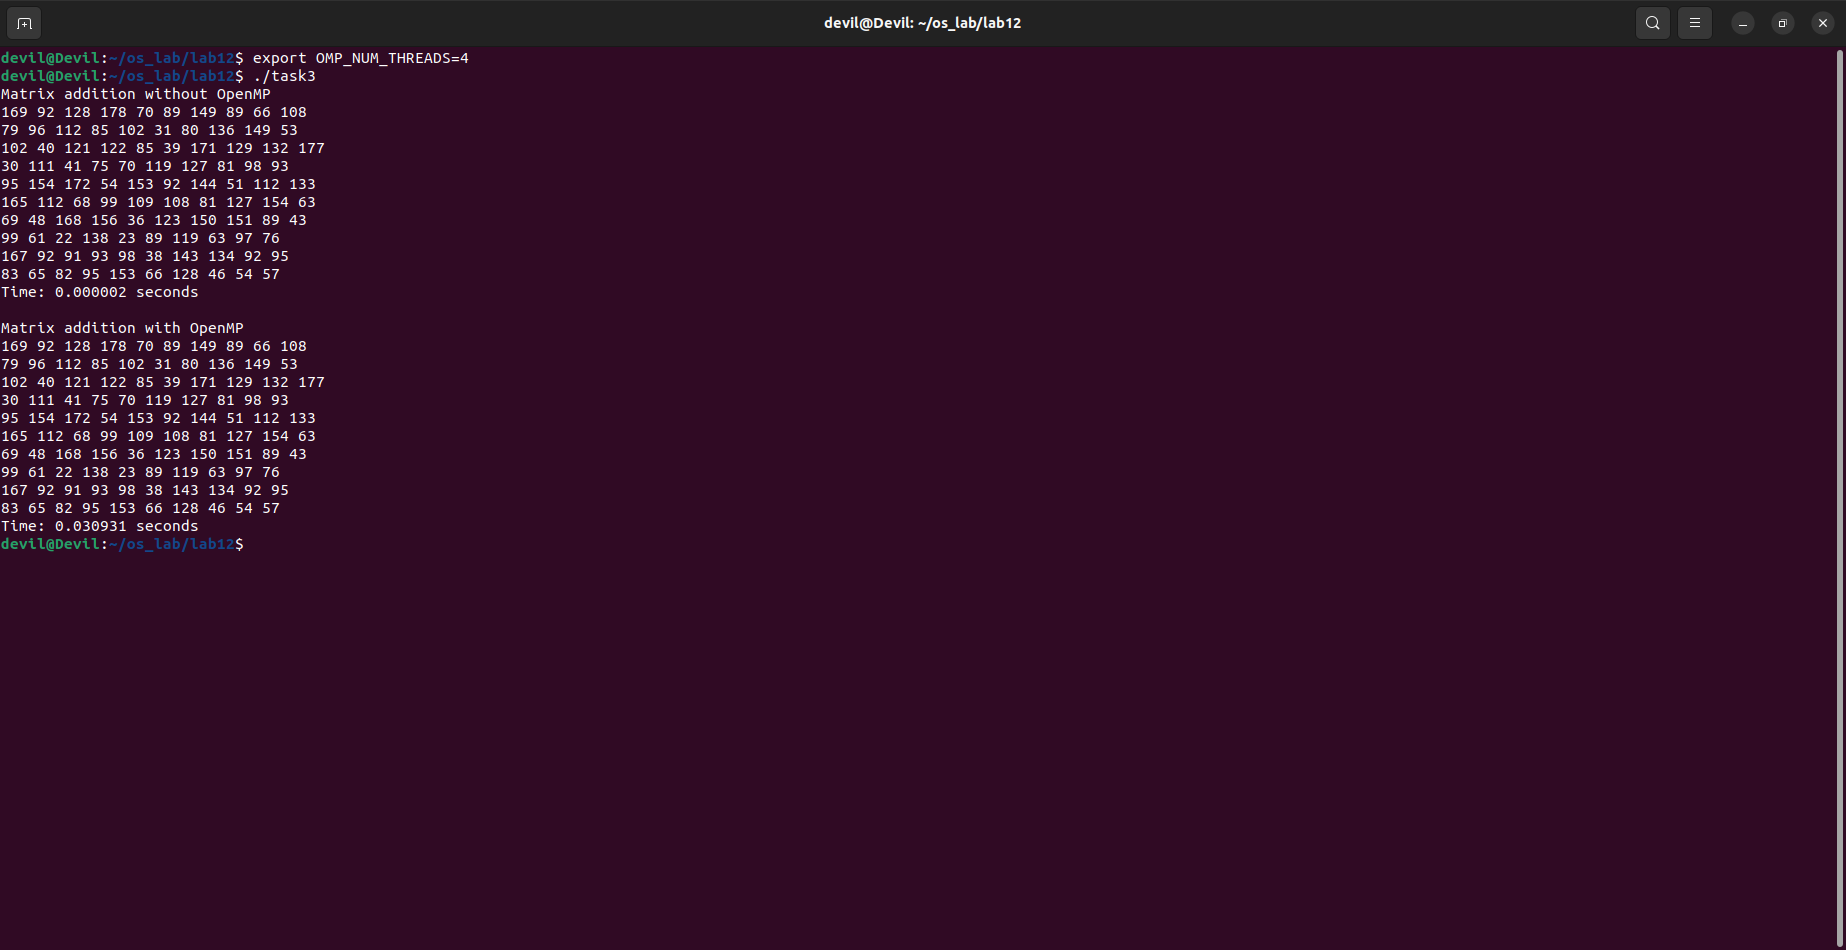 devil@Devil: ~/os_lab/lab12
devil@Devil:~/os_lab/lab12$ export OMP_NUM_THREADS=4
devil@Devil:~/os_lab/lab12$ ./task3
Matrix addition without OpenMP
169 92 128 178 70 89 149 89 66 108
79 96 112 85 102 31 80 136 149 53
102 40 121 122 85 39 171 129 132 177
30 111 41 75 70 119 127 81 98 93
95 154 172 54 153 92 144 51 112 133
165 112 68 99 109 108 81 127 154 63
69 48 168 156 36 123 150 151 89 43
99 61 22 138 23 89 119 63 97 76
167 92 91 93 98 38 143 134 92 95
83 65 82 95 153 66 128 46 54 57
Time: 0.000002 seconds
Matrix addition with OpenMP
169 92 128 178 70 89 149 89 66 108
79 96 112 85 102 31 80 136 149 53
102 40 121 122 85 39 171 129 132 177
30 111 41 75 70 119 127 81 98 93
95 154 172 54 153 92 144 51 112 133
165 112 68 99 109 108 81 127 154 63
69 48 168 156 36 123 150 151 89 43
99 61 22 138 23 89 119 63 97 76
167 92 91 93 98 38 143 134 92 95
83 65 82 95 153 66 128 46 54 57
Time: 0.030931 seconds
devil@Devil:~/os_lab/lab12$